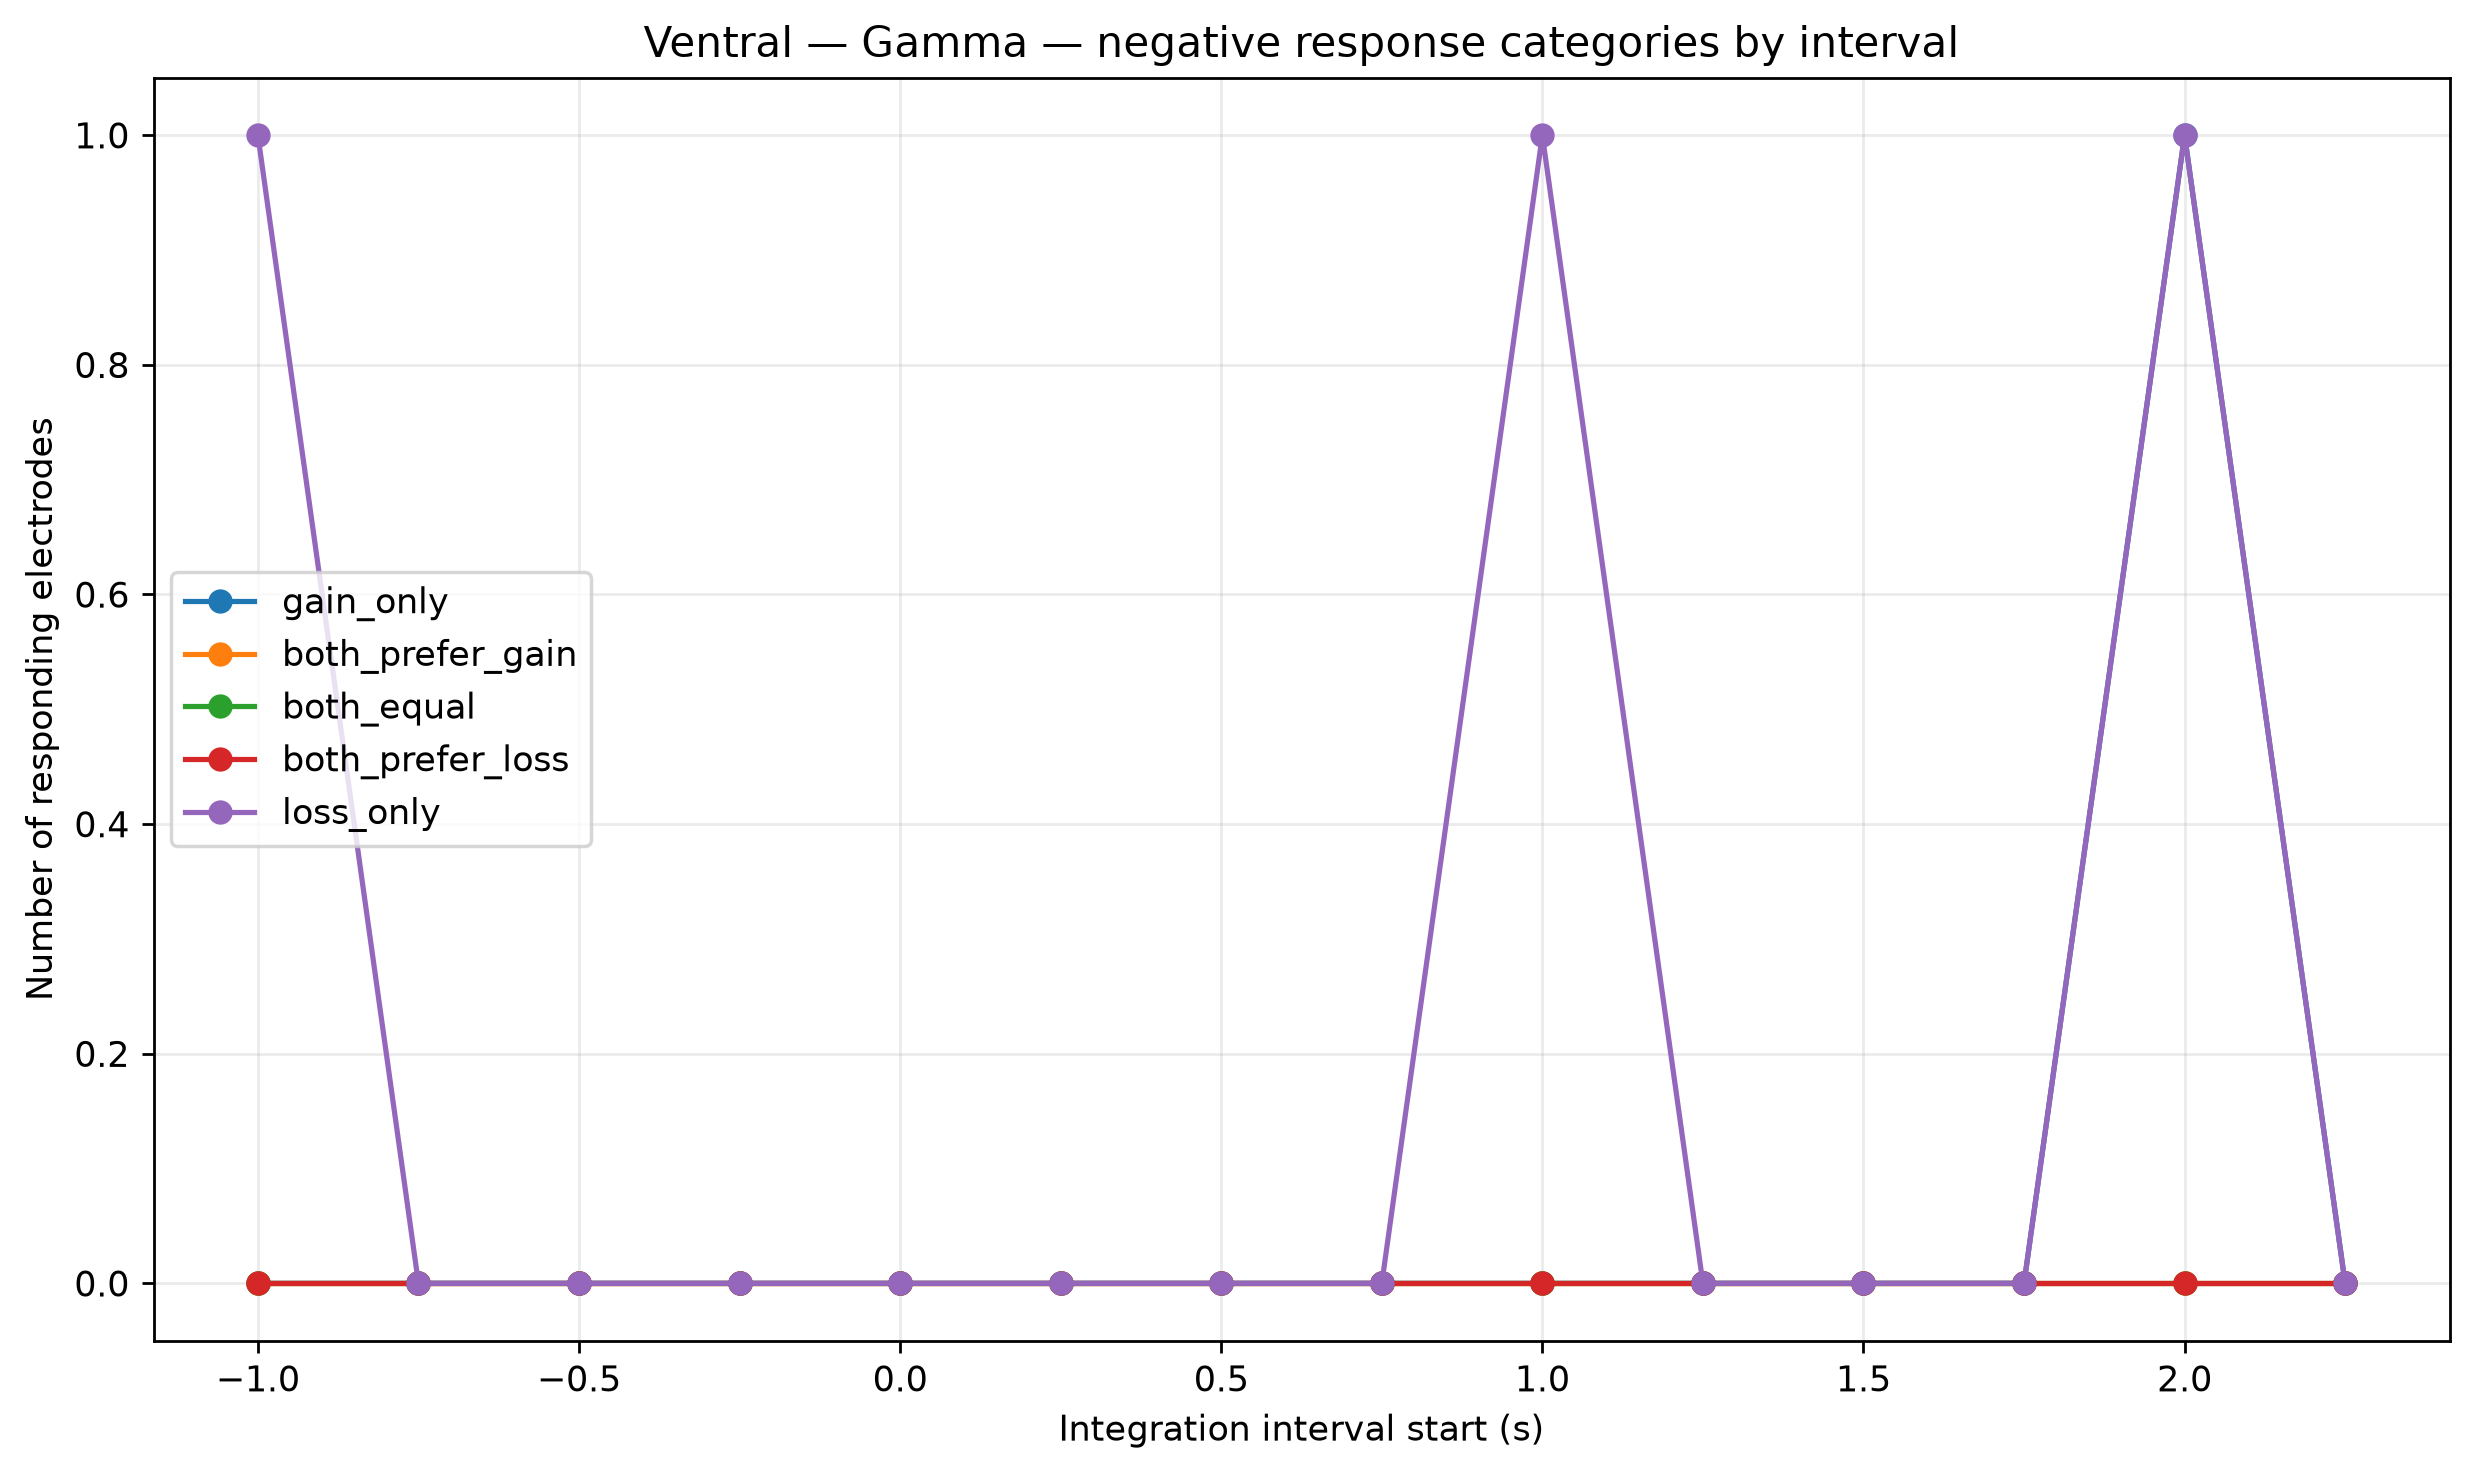 Ventral — Gamma — negative response categories by interval
Number of responding electrodes
1.0
0.8
0.6
0.4
0.2
0.0
gain_only
both_prefer_gain
both_equal
both_prefer_loss
loss_only
−1.0 −0.5 0.0 0.5 1.0 1.5 2.0
Integration interval start (s)